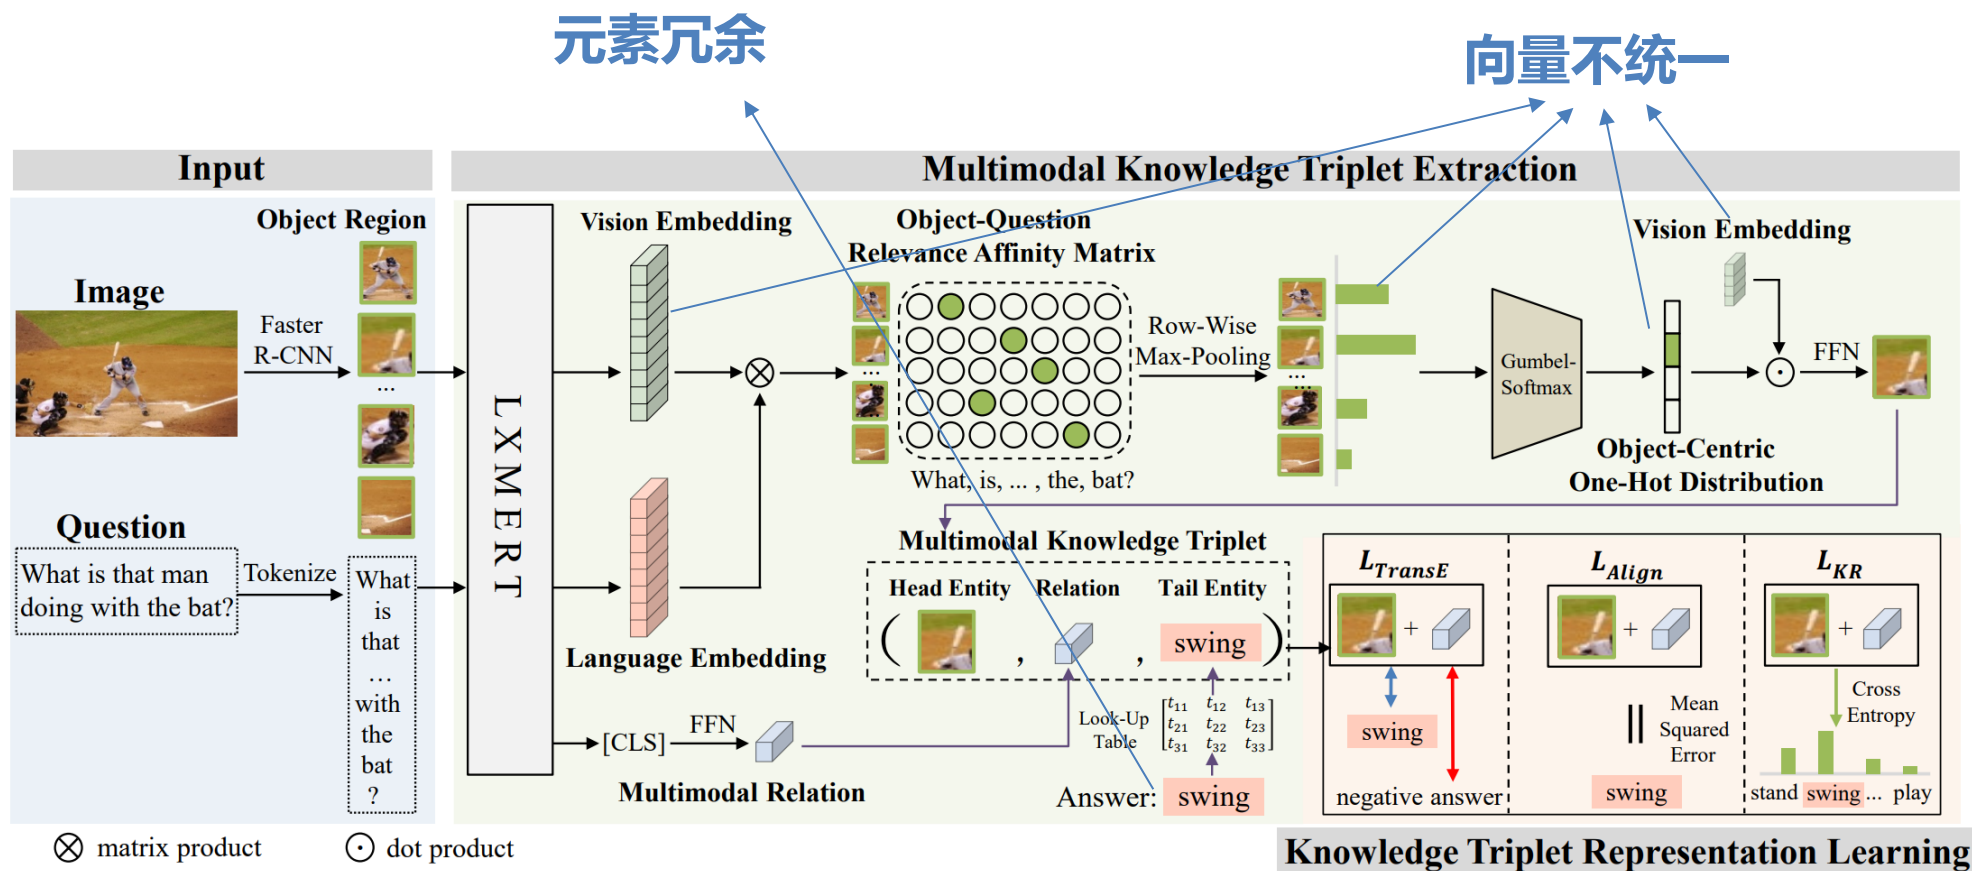 元素冗余
向量不统一
Input
Multimodal Knowledge Triplet Extraction
Object Region
Image
Faster
R-CNN
...
Question
What is that man
doing with the bat?
Tokenize
What
is
that
...
with
the
bat
?
LXMERT
Vision Embedding
Language Embedding
[CLS]
FFN
Multimodal Relation
Object-Question
Relevance Affinity Matrix
...
What, is, ... , the, bat?
Row-Wise
Max-Pooling
...
...
Gumbel-
Softmax
Vision Embedding
FFN
Object-Centric
One-Hot Distribution
Multimodal Knowledge Triplet
Head Entity Relation Tail Entity
( , , swing )
Look-Up
Table
t11 t12 t13
t21 t22 t23
t31 t32 t33
Answer: swing
LTransE
+
swing
negative answer
LAlign
+
Mean
Squared
Error
swing
LKR
+
Cross
Entropy
stand swing ... play
matrix product
dot product
Knowledge Triplet Representation Learning